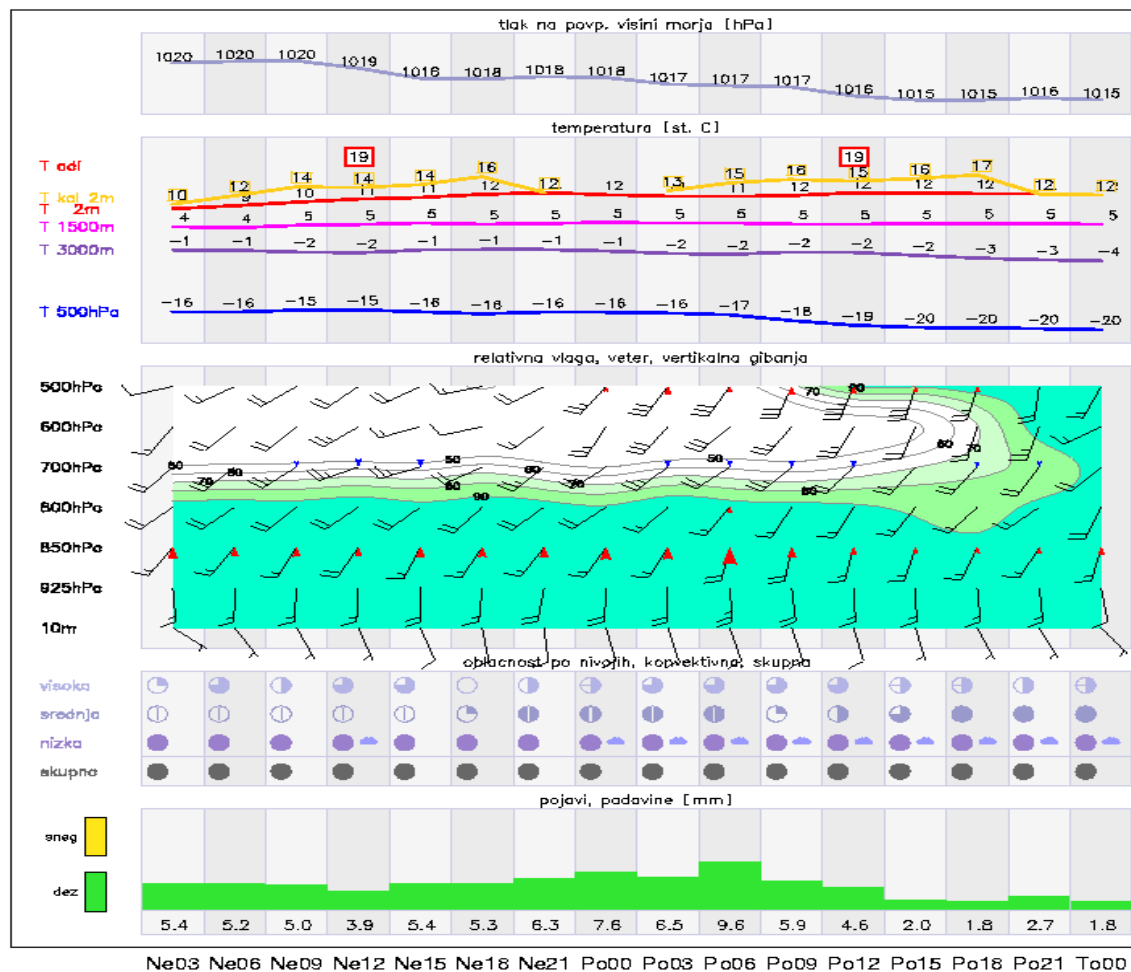 tlak na povp. visini morja [hPa]
1020 1020 1020 1019 1016 1018 1018 1018 1017 1017 1017 1016 1015 1015 1016 1015
temperatura [st. C]
T adi 19 19
T kal 2m 10 12 14 14 14 16 12 13 15 16 15 16 17 12 12
T 2m 9 10 11 11 12 12 11 12 12 12 12
T 1500m 4 4 5 5 5 5 5 5 5 5 5 5 5 5 5 5
T 3000m -1 -1 -2 -2 -1 -1 -1 -1 -2 -2 -2 -2 -2 -3 -3 -4
T 500hPa -16 -16 -15 -15 -16 -16 -16 -16 -16 -17 -18 -19 -20 -20 -20 -20
relativna vlaga, veter, vertikalna gibanja
500hPa 70 90
600hPa
700hPa 50 50
70 90
800hPa
850hPa
925hPa
10m
oblacnost po nivojih, konvektivna, skupna
visoka
srednja
nizka
skupna
pojavi, padavine [mm]
sneg
dez
5.4 5.2 5.0 3.9 5.4 5.3 6.3 7.6 6.5 9.6 5.9 4.6 2.0 1.8 2.7 1.8
Ne03 Ne06 Ne09 Ne12 Ne15 Ne18 Ne21 Po00 Po03 Po06 Po09 Po12 Po15 Po18 Po21 To00